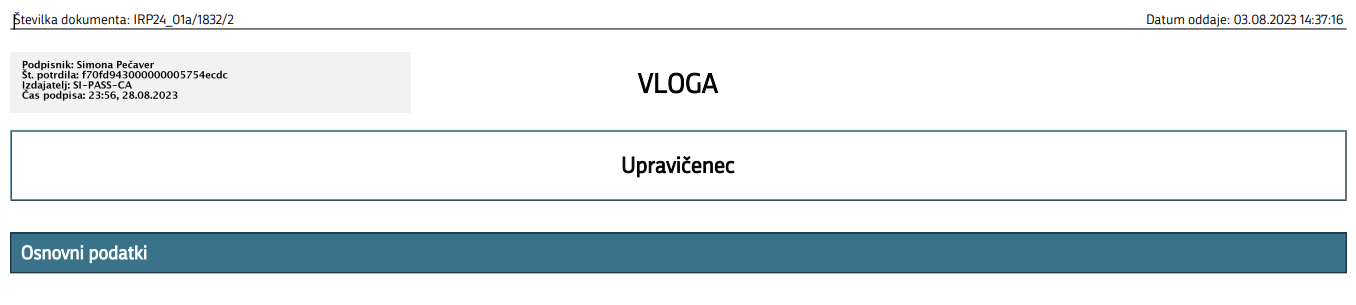 Številka dokumenta: IRP24_01a/1832/2
Datum oddaje: 03.08.2023 14:37:16
Podpisnik: Simona Pečaver
Št. potrdila: f70fd943000000005754ecdc
Izdajatelj: SI-PASS-CA
Čas podpisa: 23:56, 28.08.2023
VLOGA
Upravičenec
Osnovni podatki